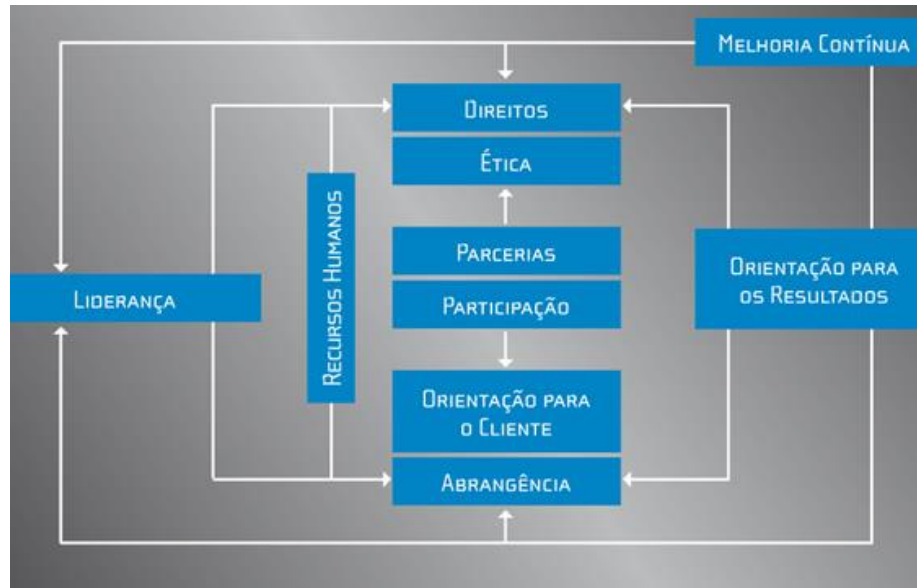 Melhoria Contínua
Direitos
Ética
Recursos Humanos
Parcerias
Participação
Liderança
Orientação para
os Resultados
Orientação para
o Cliente
Abrangência